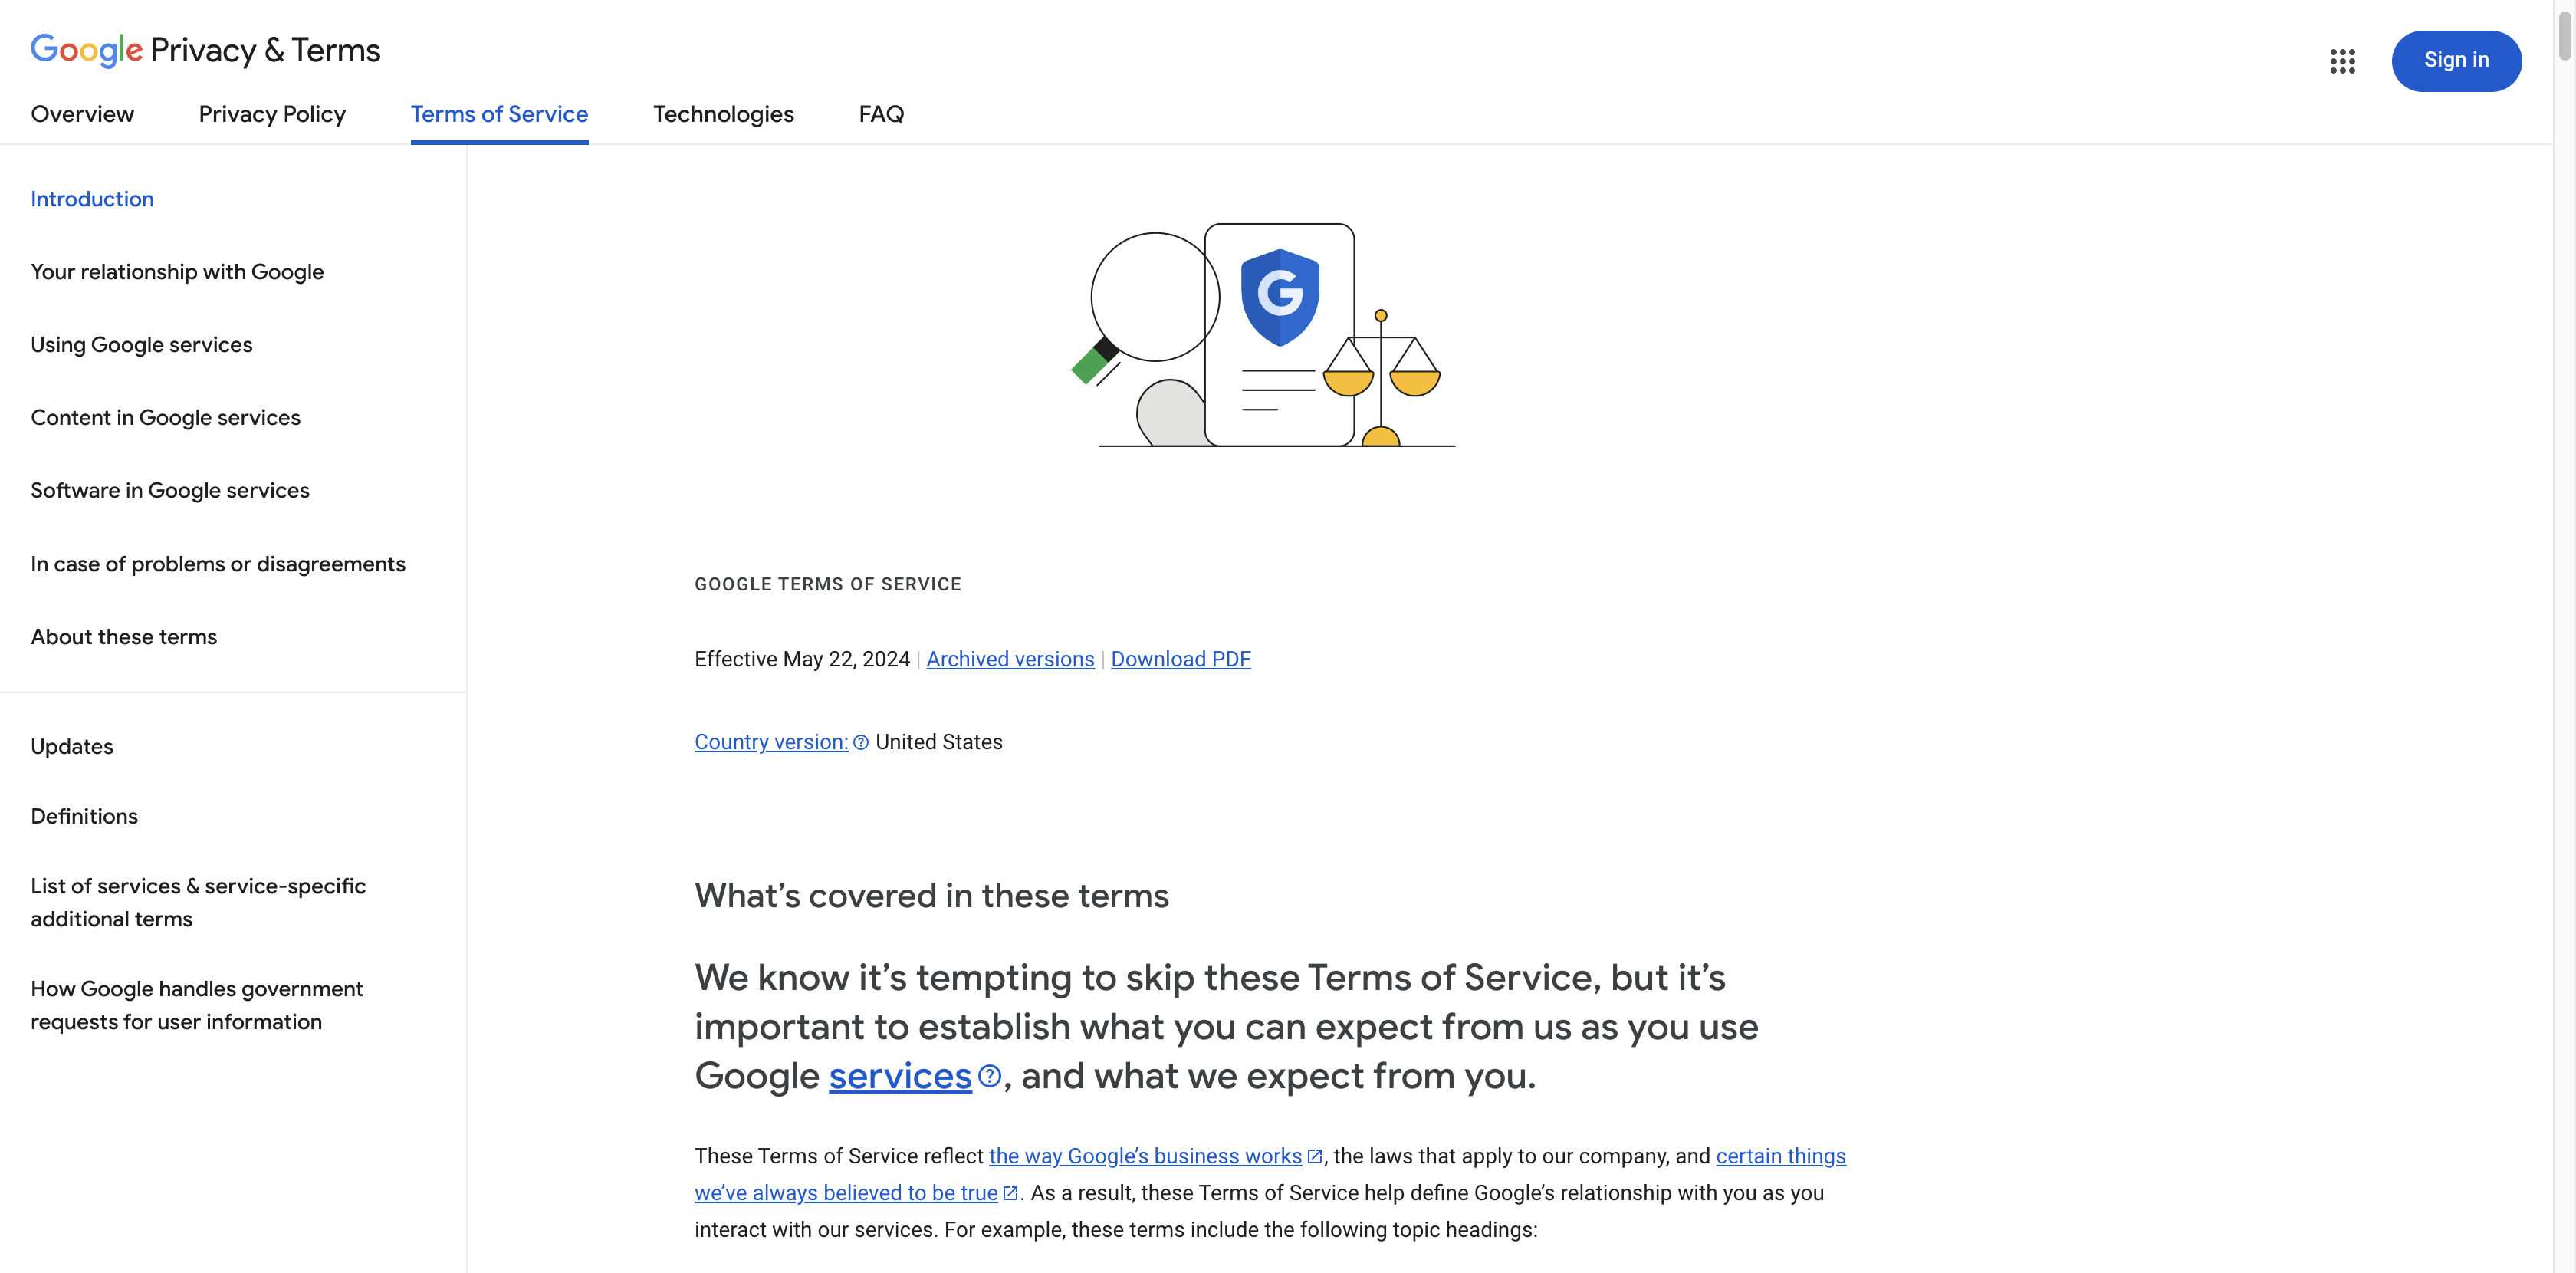 Google Privacy & Terms
Sign in
Overview
Privacy Policy
Terms of Service
Technologies
FAQ
Introduction
Your relationship with Google
Using Google services
Content in Google services
Software in Google services
In case of problems or disagreements
About these terms
Updates
Definitions
List of services & service-specific
additional terms
How Google handles government
requests for user information
G
GOOGLE TERMS OF SERVICE
Effective May 22, 2024 | Archived versions | Download PDF
Country version: United States
What’s covered in these terms
We know it’s tempting to skip these Terms of Service, but it’s
important to establish what you can expect from us as you use
Google services, and what we expect from you.
These Terms of Service reflect the way Google’s business works, the laws that apply to our company, and certain things
we’ve always believed to be true. As a result, these Terms of Service help define Google’s relationship with you as you
interact with our services. For example, these terms include the following topic headings: